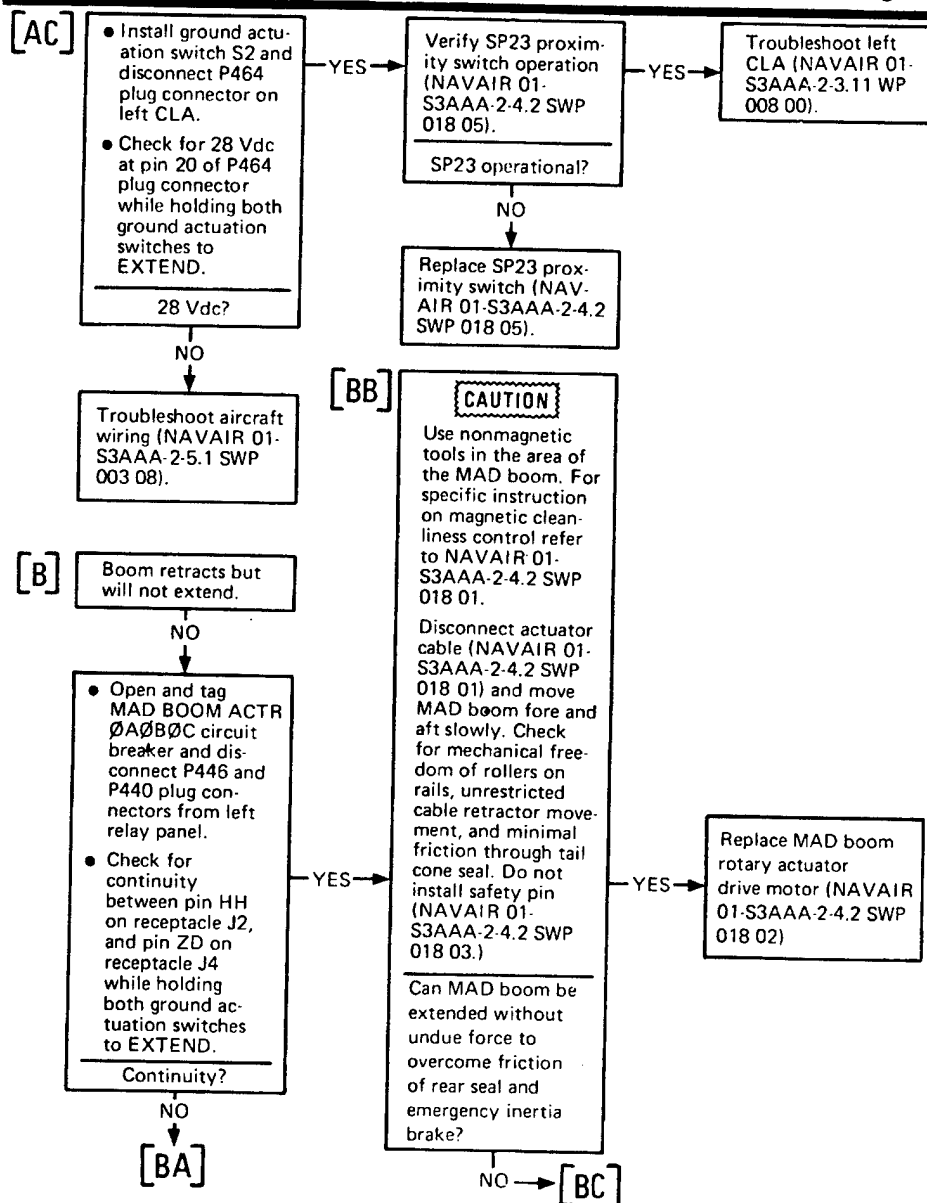 [AC]
• Install ground actu-
ation switch S2 and
disconnect P464
plug connector on
left CLA.
• Check for 28 Vdc
at pin 20 of P464
plug connector
while holding both
ground actuation
switches to
EXTEND.
28 Vdc?
YES
Verify SP23 proxim-
ity switch operation
(NAVAIR 01-
S3AAA-2-4.2 SWP
018 05).
SP23 operational?
YES
Troubleshoot left
CLA (NAVAIR 01-
S3AAA-2-3.11 WP
008 00).
NO
Replace SP23 prox-
imity switch (NAV-
AIR 01-S3AAA-2-4.2
SWP 018 05).
NO
Troubleshoot aircraft
wiring (NAVAIR 01-
S3AAA-2-5.1 SWP
003 08).
[B]
Boom retracts but
will not extend.
NO
• Open and tag
MAD BOOM ACTR
ØAØBØC circuit
breaker and dis-
connect P446 and
P440 plug con-
nectors from left
relay panel.
• Check for
continuity
between pin HH
on receptacle J2,
and pin ZD on
receptacle J4
while holding
both ground ac-
tuation switches
to EXTEND.
Continuity?
NO
[BA]
YES
[BB]
CAUTION
Use nonmagnetic
tools in the area of
the MAD boom. For
specific instruction
on magnetic clean-
liness control refer
to NAVAIR 01-
S3AAA-2-4.2 SWP
018 01.
Disconnect actuator
cable (NAVAIR 01-
S3AAA-2-4.2 SWP
018 01) and move
MAD boom fore and
aft slowly. Check
for mechanical free-
dom of rollers on
rails, unrestricted
cable retractor move-
ment, and minimal
friction through tail
cone seal. Do not
install safety pin
(NAVAIR 01-
S3AAA-2-4.2 SWP
018 03.)
Can MAD boom be
extended without
undue force to
overcome friction
of rear seal and
emergency inertia
brake?
NO
[BC]
YES
Replace MAD boom
rotary actuator
drive motor (NAVAIR
01-S3AAA-2-4.2 SWP
018 02)